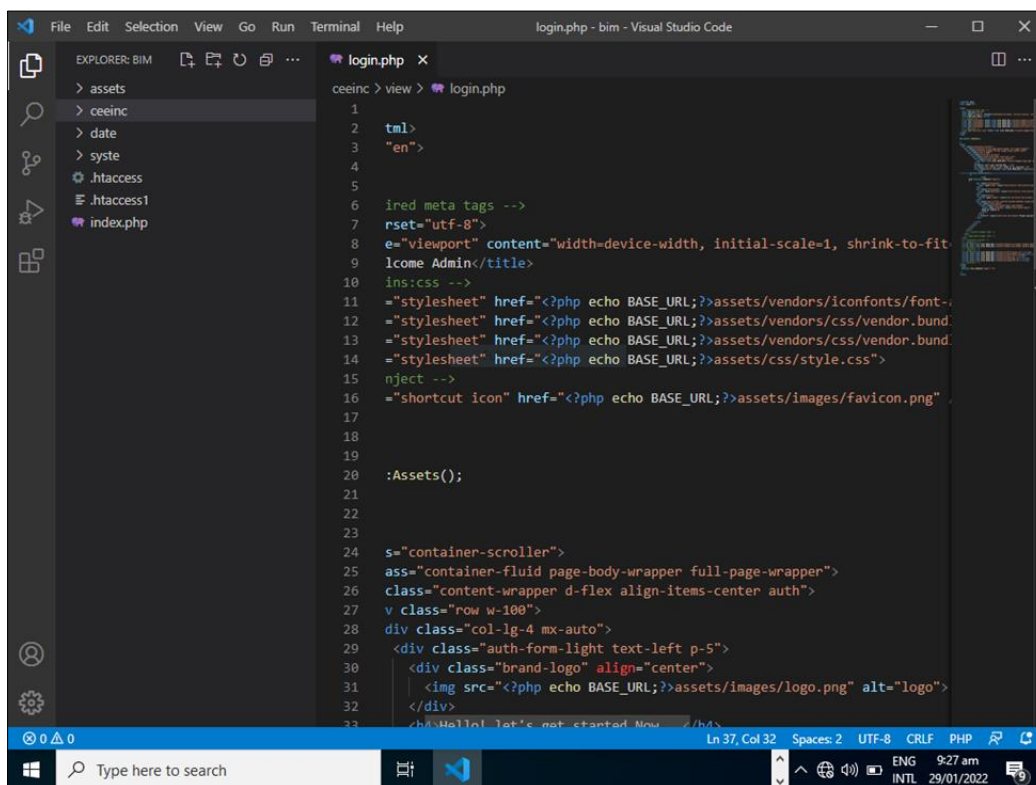 File Edit Selection View Go Run Terminal Help login.php - bim - Visual Studio Code
EXPLORER: BIM
> assets
> ceeinc
> date
> syste
.htaccess
.htaccess1
index.php
login.php
ceeinc > view > login.php
1
2 tml>
3 "en">
4
5
6 ired meta tags -->
7 rset="utf-8">
8 e="viewport" content="width=device-width, initial-scale=1, shrink-to-fit
9 lcome Admin</title>
10 ins:css -->
11 ="stylesheet" href="<?php echo BASE_URL;?>assets/vendors/iconfonts/font-
12 ="stylesheet" href="<?php echo BASE_URL;?>assets/vendors/css/vendor.bund
13 ="stylesheet" href="<?php echo BASE_URL;?>assets/vendors/css/vendor.bund
14 ="stylesheet" href="<?php echo BASE_URL;?>assets/css/style.css">
15 nject -->
16 ="shortcut icon" href="<?php echo BASE_URL;?>assets/images/favicon.png"
17
18
19
20 :Assets();
21
22
23
24 s="container-scroller">
25 ass="container-fluid page-body-wrapper full-page-wrapper">
26 class="content-wrapper d-flex align-items-center auth">
27 v class="row w-100">
28 div class="col-lg-4 mx-auto">
29 <div class="auth-form-light text-left p-5">
30 <div class="brand-logo" align="center">
31 <img src="<?php echo BASE_URL;?>assets/images/logo.png" alt="logo">
32 </div>
33 <h4>Hello! let's get started Now </h4>
0 0 Ln 37, Col 32 Spaces: 2 UTF-8 CRLF PHP
Type here to search
ENG 9:27 am
INTL 29/01/2022 9